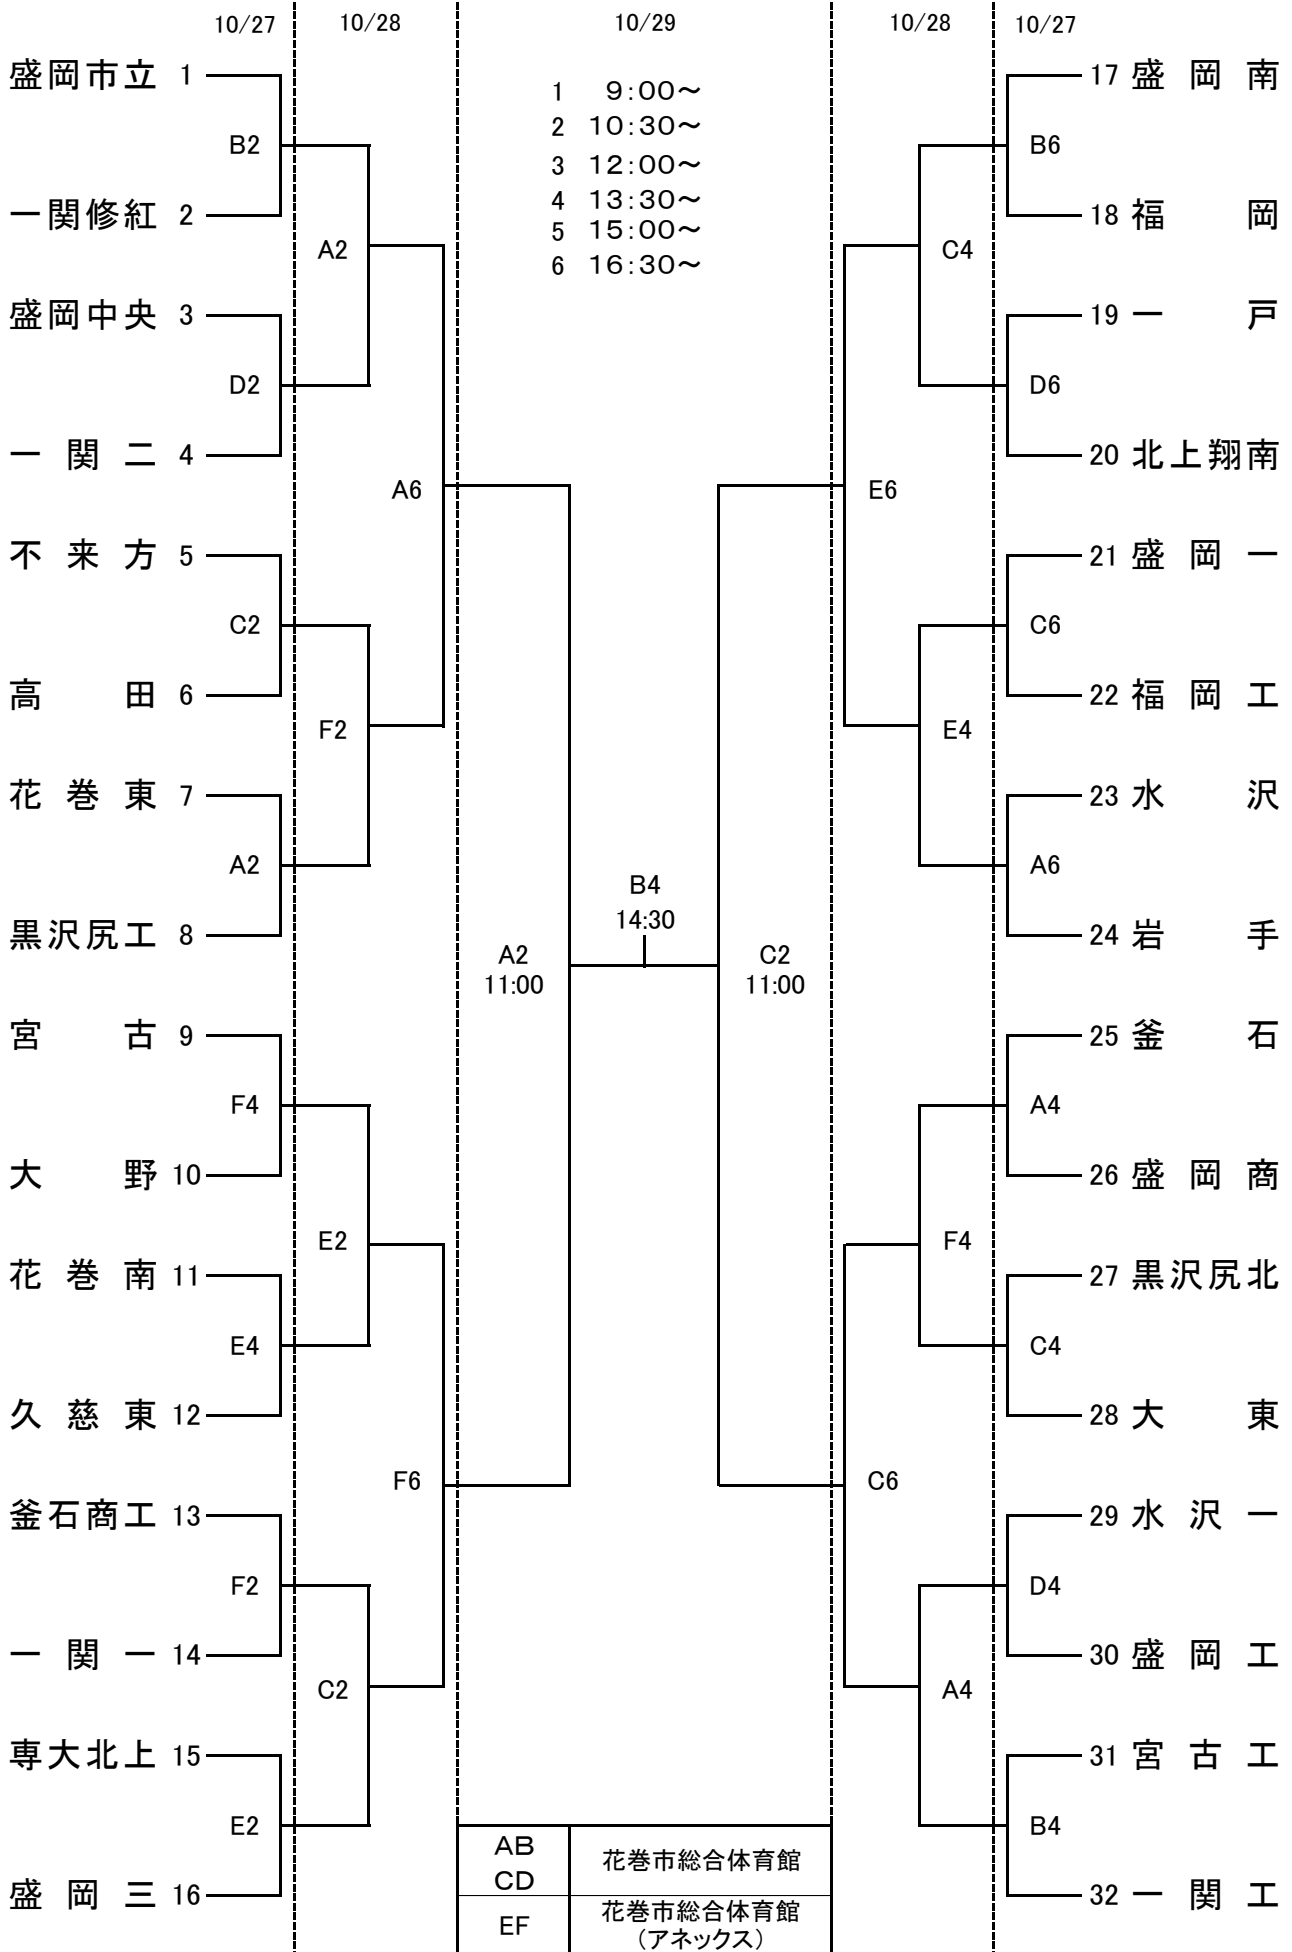 10/27 10/28 10/29 10/28 10/27
1 9:00～
2 10:30～
3 12:00～
4 13:30～
5 15:00～
6 16:30～
盛岡市立 1
B2
一関修紅 2
A2
盛岡中央 3
D2
一関二 4
A6
不来方 5
C2
高田 6
F2
花巻東 7
A2
黒沢尻工 8
宮古 9
F4
大野 10
E2
花巻南 11
E4
久慈東 12
F6
釜石商工 13
F2
一関一 14
C2
専大北上 15
E2
盛岡三 16
A2
11:00
B4
14:30
C2
11:00
17 盛岡南
B6
18 福岡
C4
19 一戸
D6
20 北上翔南
E6
21 盛岡一
C6
22 福岡工
E4
23 水沢
A6
24 岩手
25 釜石
A4
26 盛岡商
F4
27 黒沢尻北
C4
28 大東
C6
29 水沢一
D4
30 盛岡工
A4
31 宮古工
B4
32 一関工
AB
CD
花巻市総合体育館
EF
花巻市総合体育館
（アネックス）